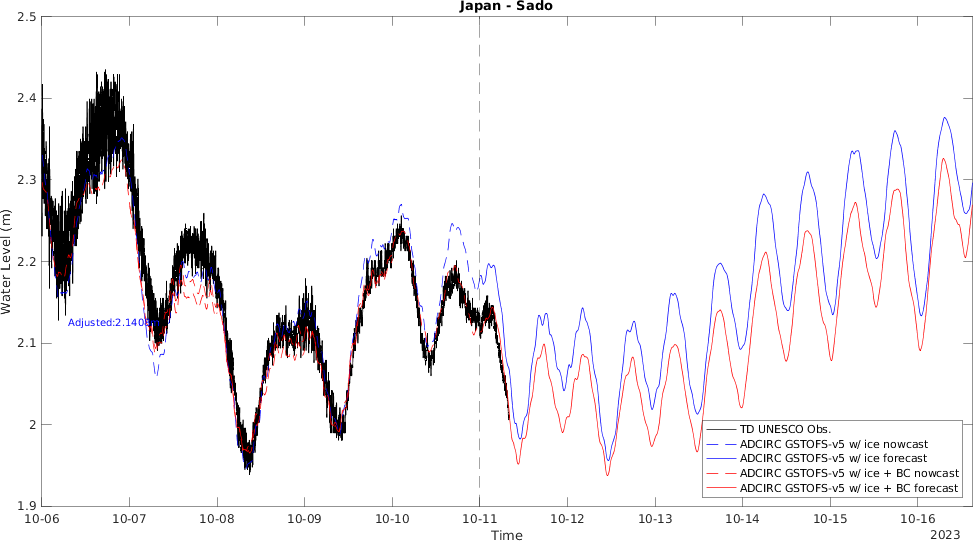 Japan - Sado
2.5
2.4
2.3
2.2
2.1
2
1.9
Water Level (m)
Adjusted:2.1408
10-06
10-07
10-08
10-09
10-10
10-11
10-12
10-13
10-14
10-15
10-16
Time
2023
TD UNESCO Obs.
ADCIRC GSTOFS-v5 w/ ice nowcast
ADCIRC GSTOFS-v5 w/ ice forecast
ADCIRC GSTOFS-v5 w/ ice + BC nowcast
ADCIRC GSTOFS-v5 w/ ice + BC forecast